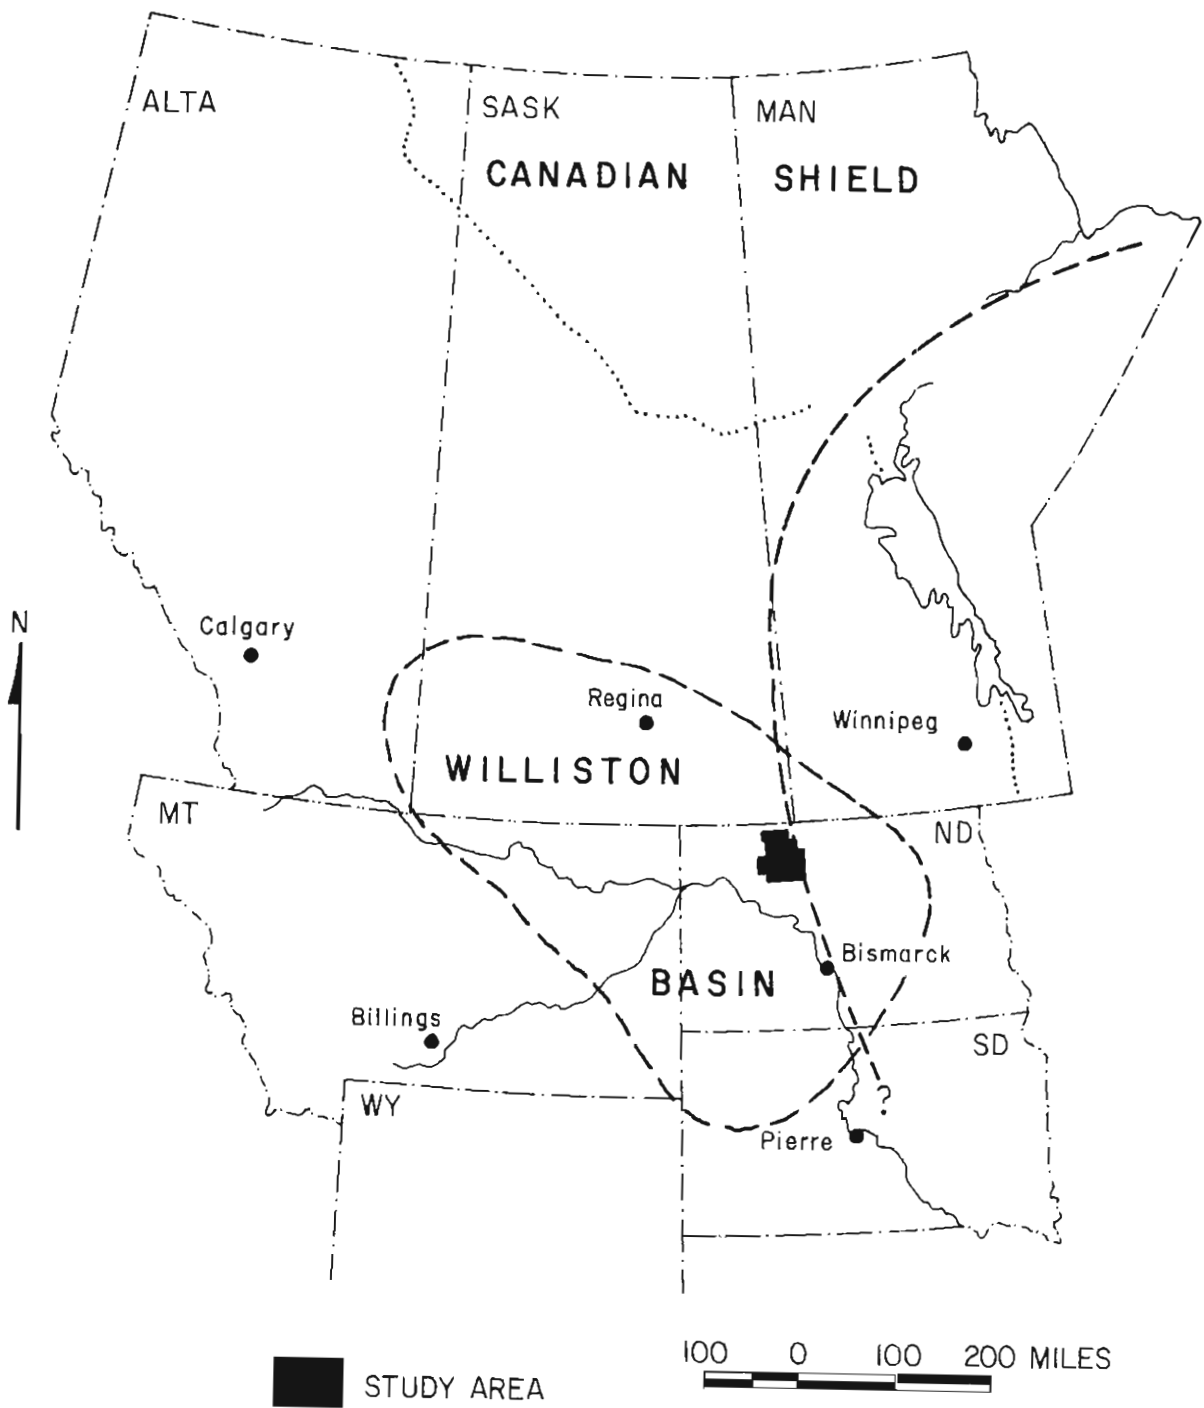 ALTA
SASK
MAN
CANADIAN SHIELD
N
Calgary
Regina
Winnipeg
WILLISTON
MT
ND
Bismarck
BASIN
Billings
SD
WY
?
Pierre
100 0 100 200 MILES
STUDY AREA